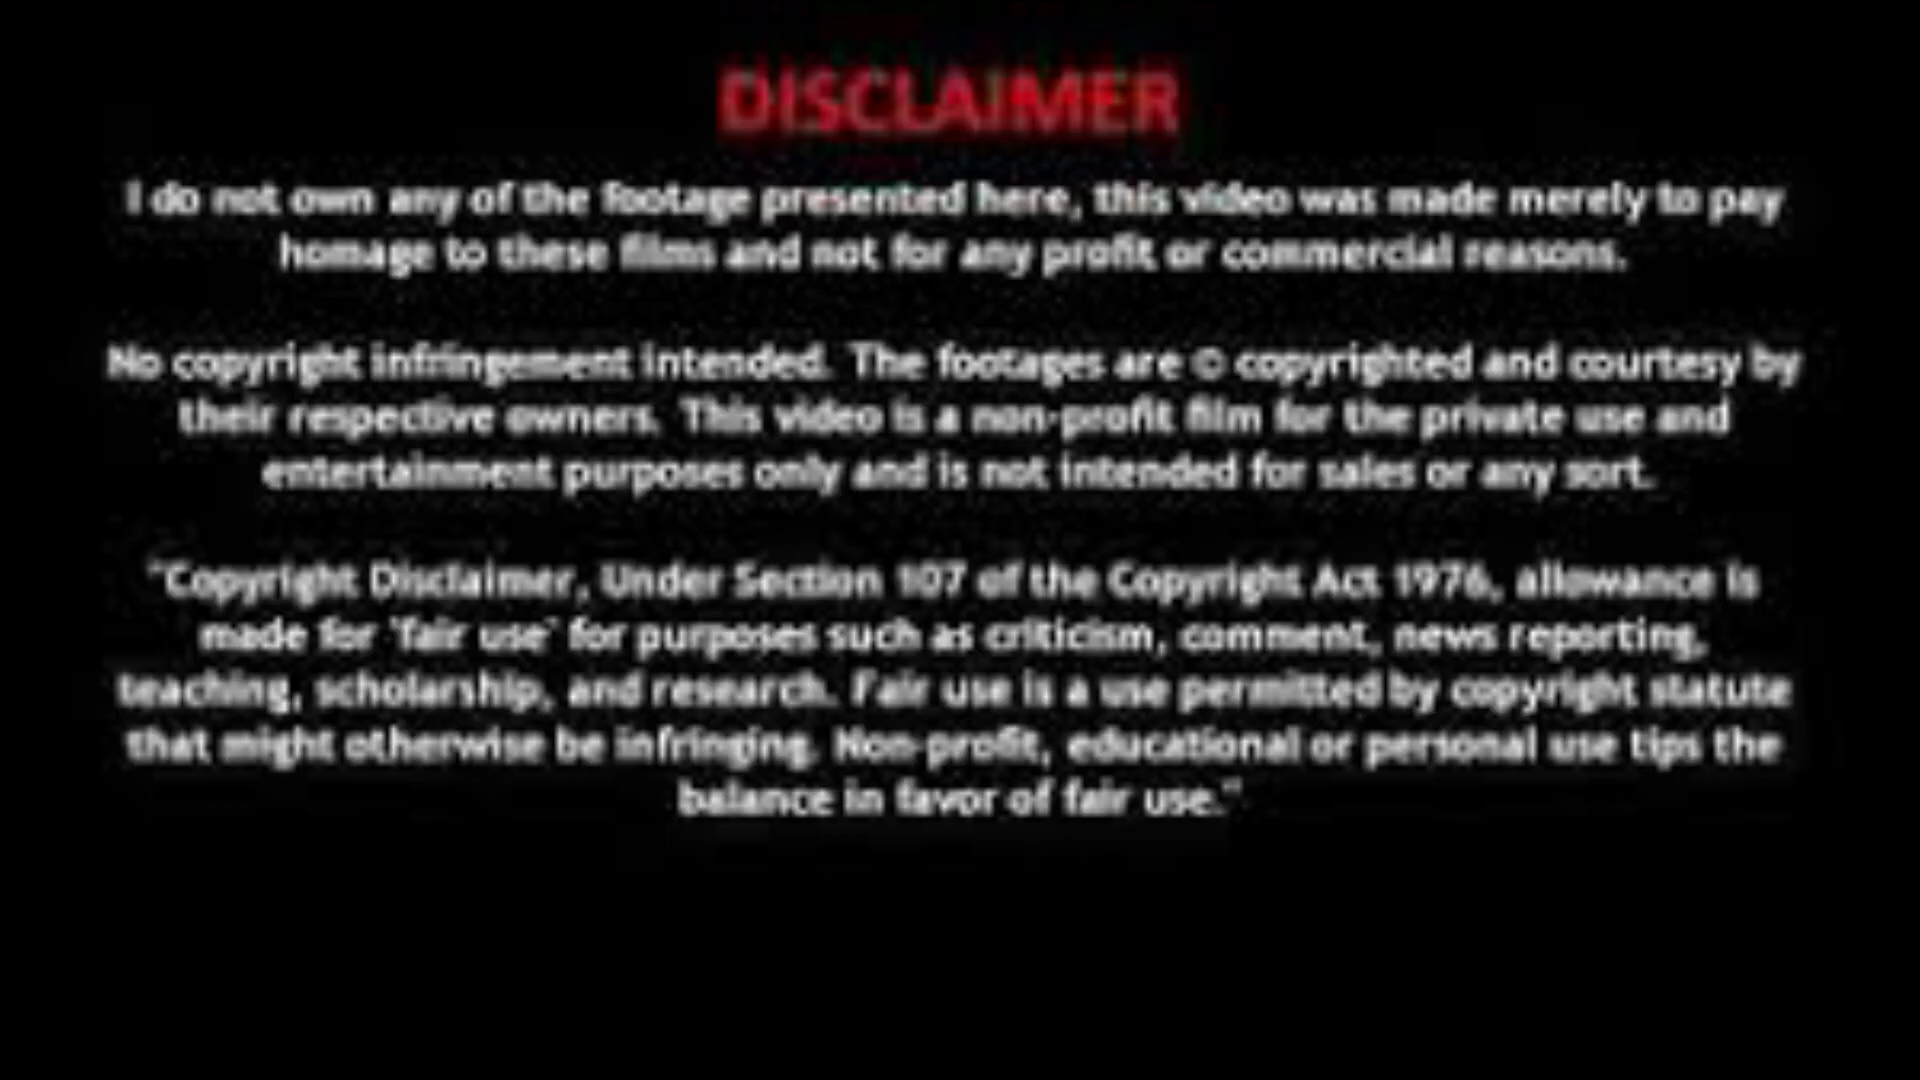 DISCLAIMER
I do not own any of the footage presented here, this video was made merely to pay
homage to these films and not for any profit or commercial reasons.
No copyright infringement intended. The footages are © copyrighted and courtesy by
their respective owners. This video is a non-profit film for the private use and
entertainment purposes only and is not intended for sales or any sort.
"Copyright Disclaimer, Under Section 107 of the Copyright Act 1976, allowance is
made for 'fair use' for purposes such as criticism, comment, news reporting,
teaching, scholarship, and research. Fair use is a use permitted by copyright statute
that might otherwise be infringing. Non-profit, educational or personal use tips the
balance in favor of fair use."